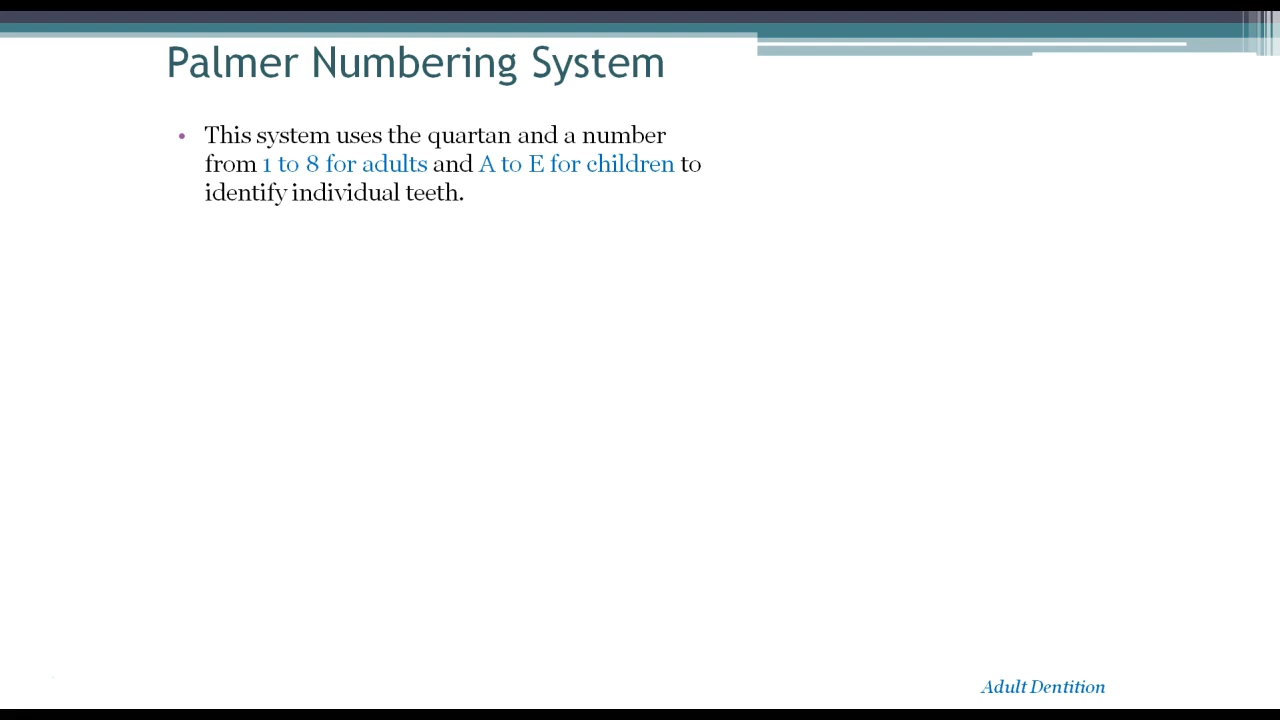 Palmer Numbering System
• This system uses the quartan and a number
from 1 to 8 for adults and A to E for children to
identify individual teeth.
Adult Dentition